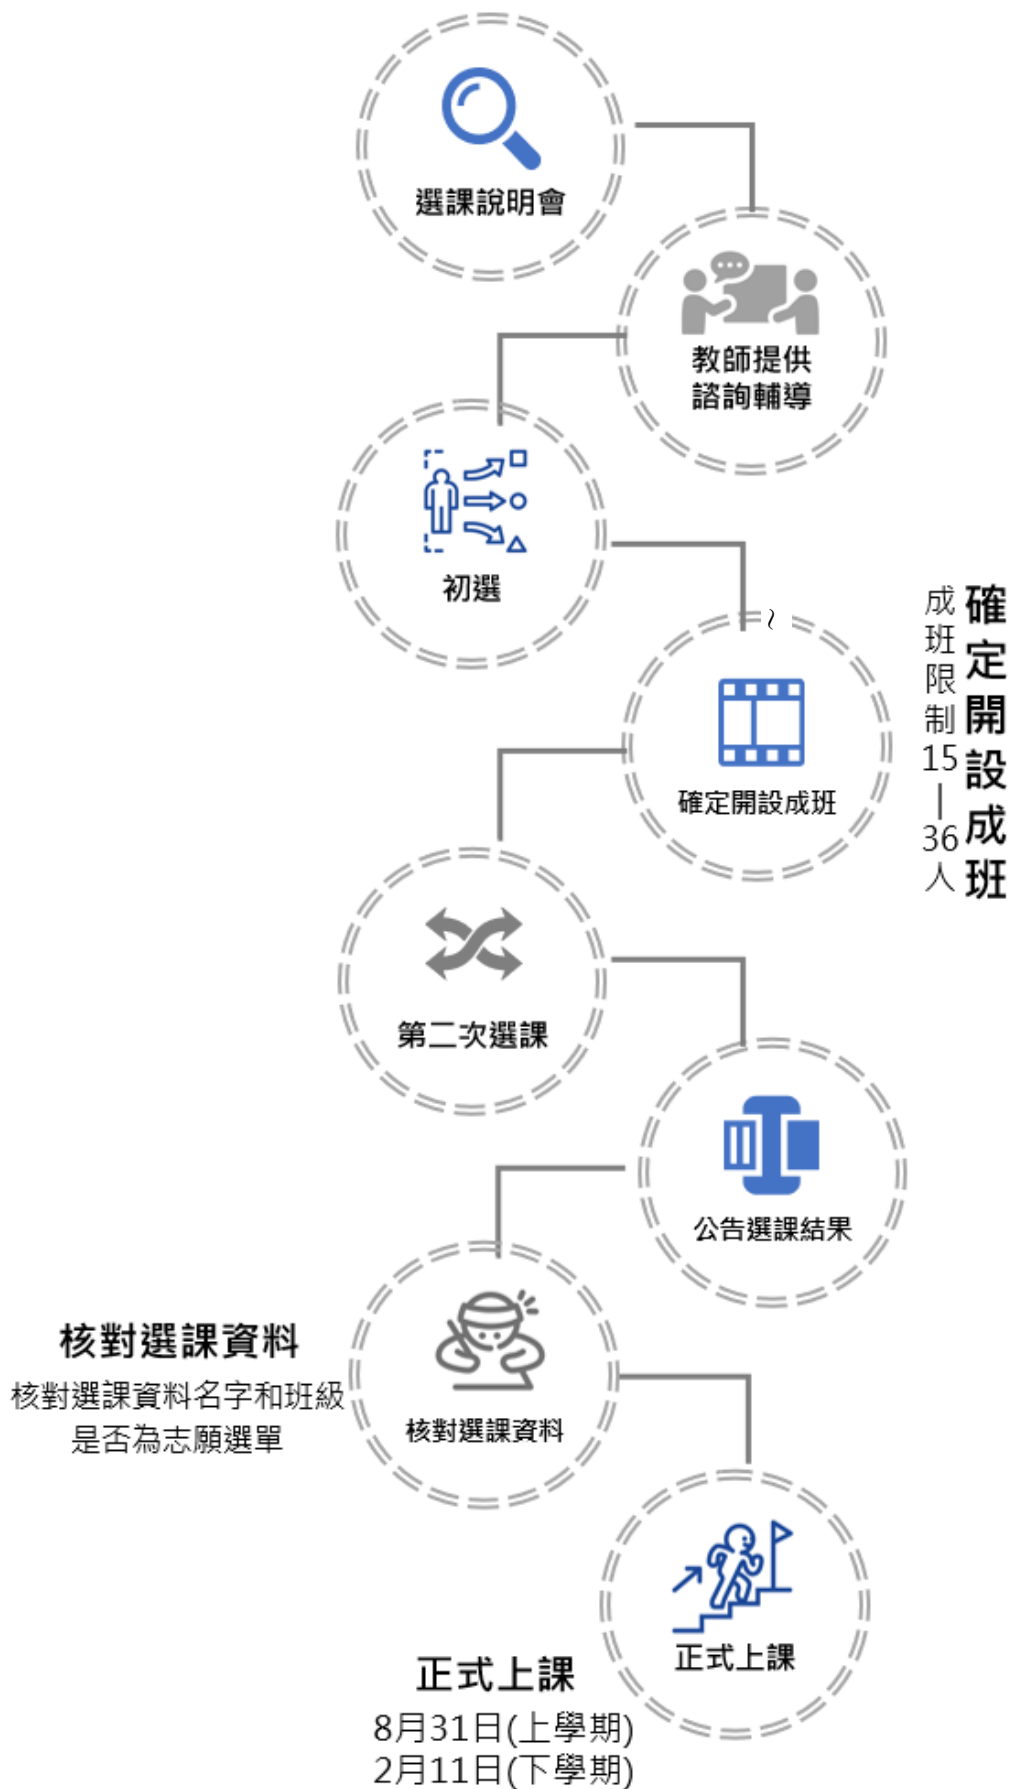 選課說明會
教師提供
諮詢輔導
初選
~
確定開設成班
確定開設成班
成班限制15—36人
第二次選課
公告選課結果
核對選課資料
核對選課資料名字和班級
是否為志願選單
核對選課資料
正式上課
正式上課
8月31日(上學期)
2月11日(下學期)